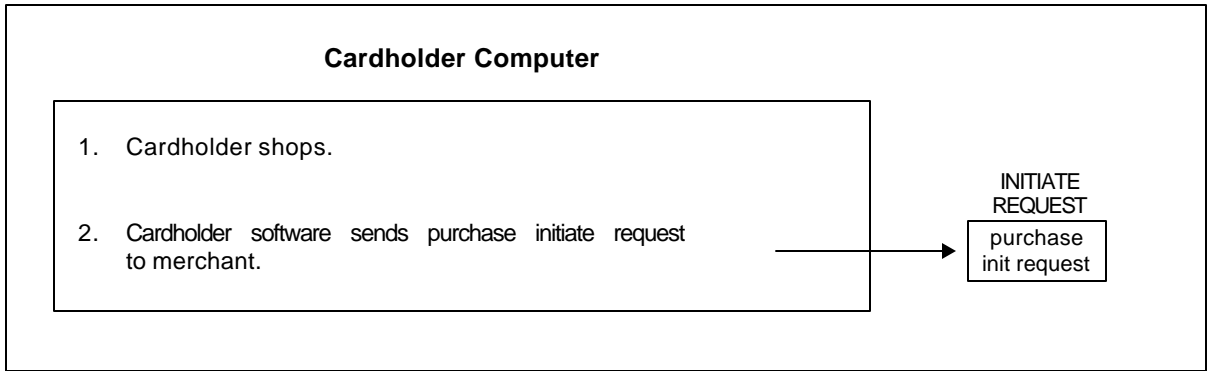 Cardholder Computer
1. Cardholder shops.
2. Cardholder software sends purchase initiate request
to merchant.
INITIATE
REQUEST
purchase
init request